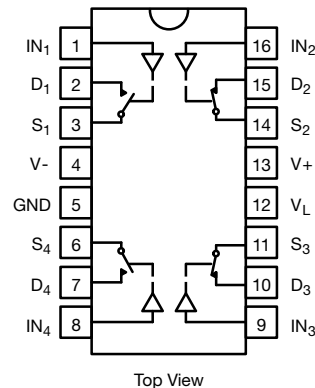 IN₁ 1 16 IN₂
D₁ 2 15 D₂
S₁ 3 14 S₂
V- 4 13 V+
GND 5 12 V_L
S₄ 6 11 S₃
D₄ 7 10 D₃
IN₄ 8 9 IN₃
Top View